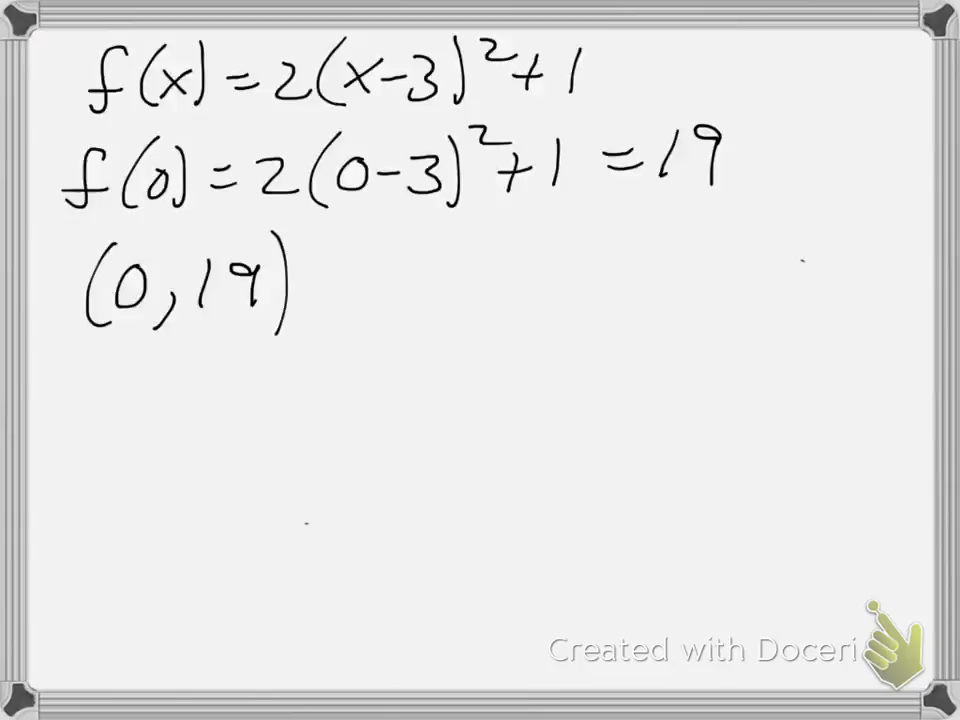 f(x) = 2(x-3)²+1
f(0) = 2(0-3)²+1 = 19
(0,19)
Created with Doceri